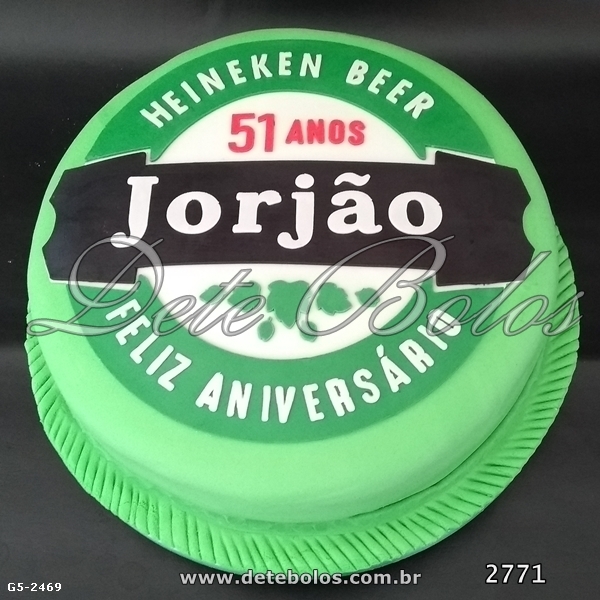 HEINEKEN BEER
51 ANOS
Jorjão
Dete Bolos
FELIZ ANIVERSÁRIO
www.detebolos.com.br
2771
G5-2469